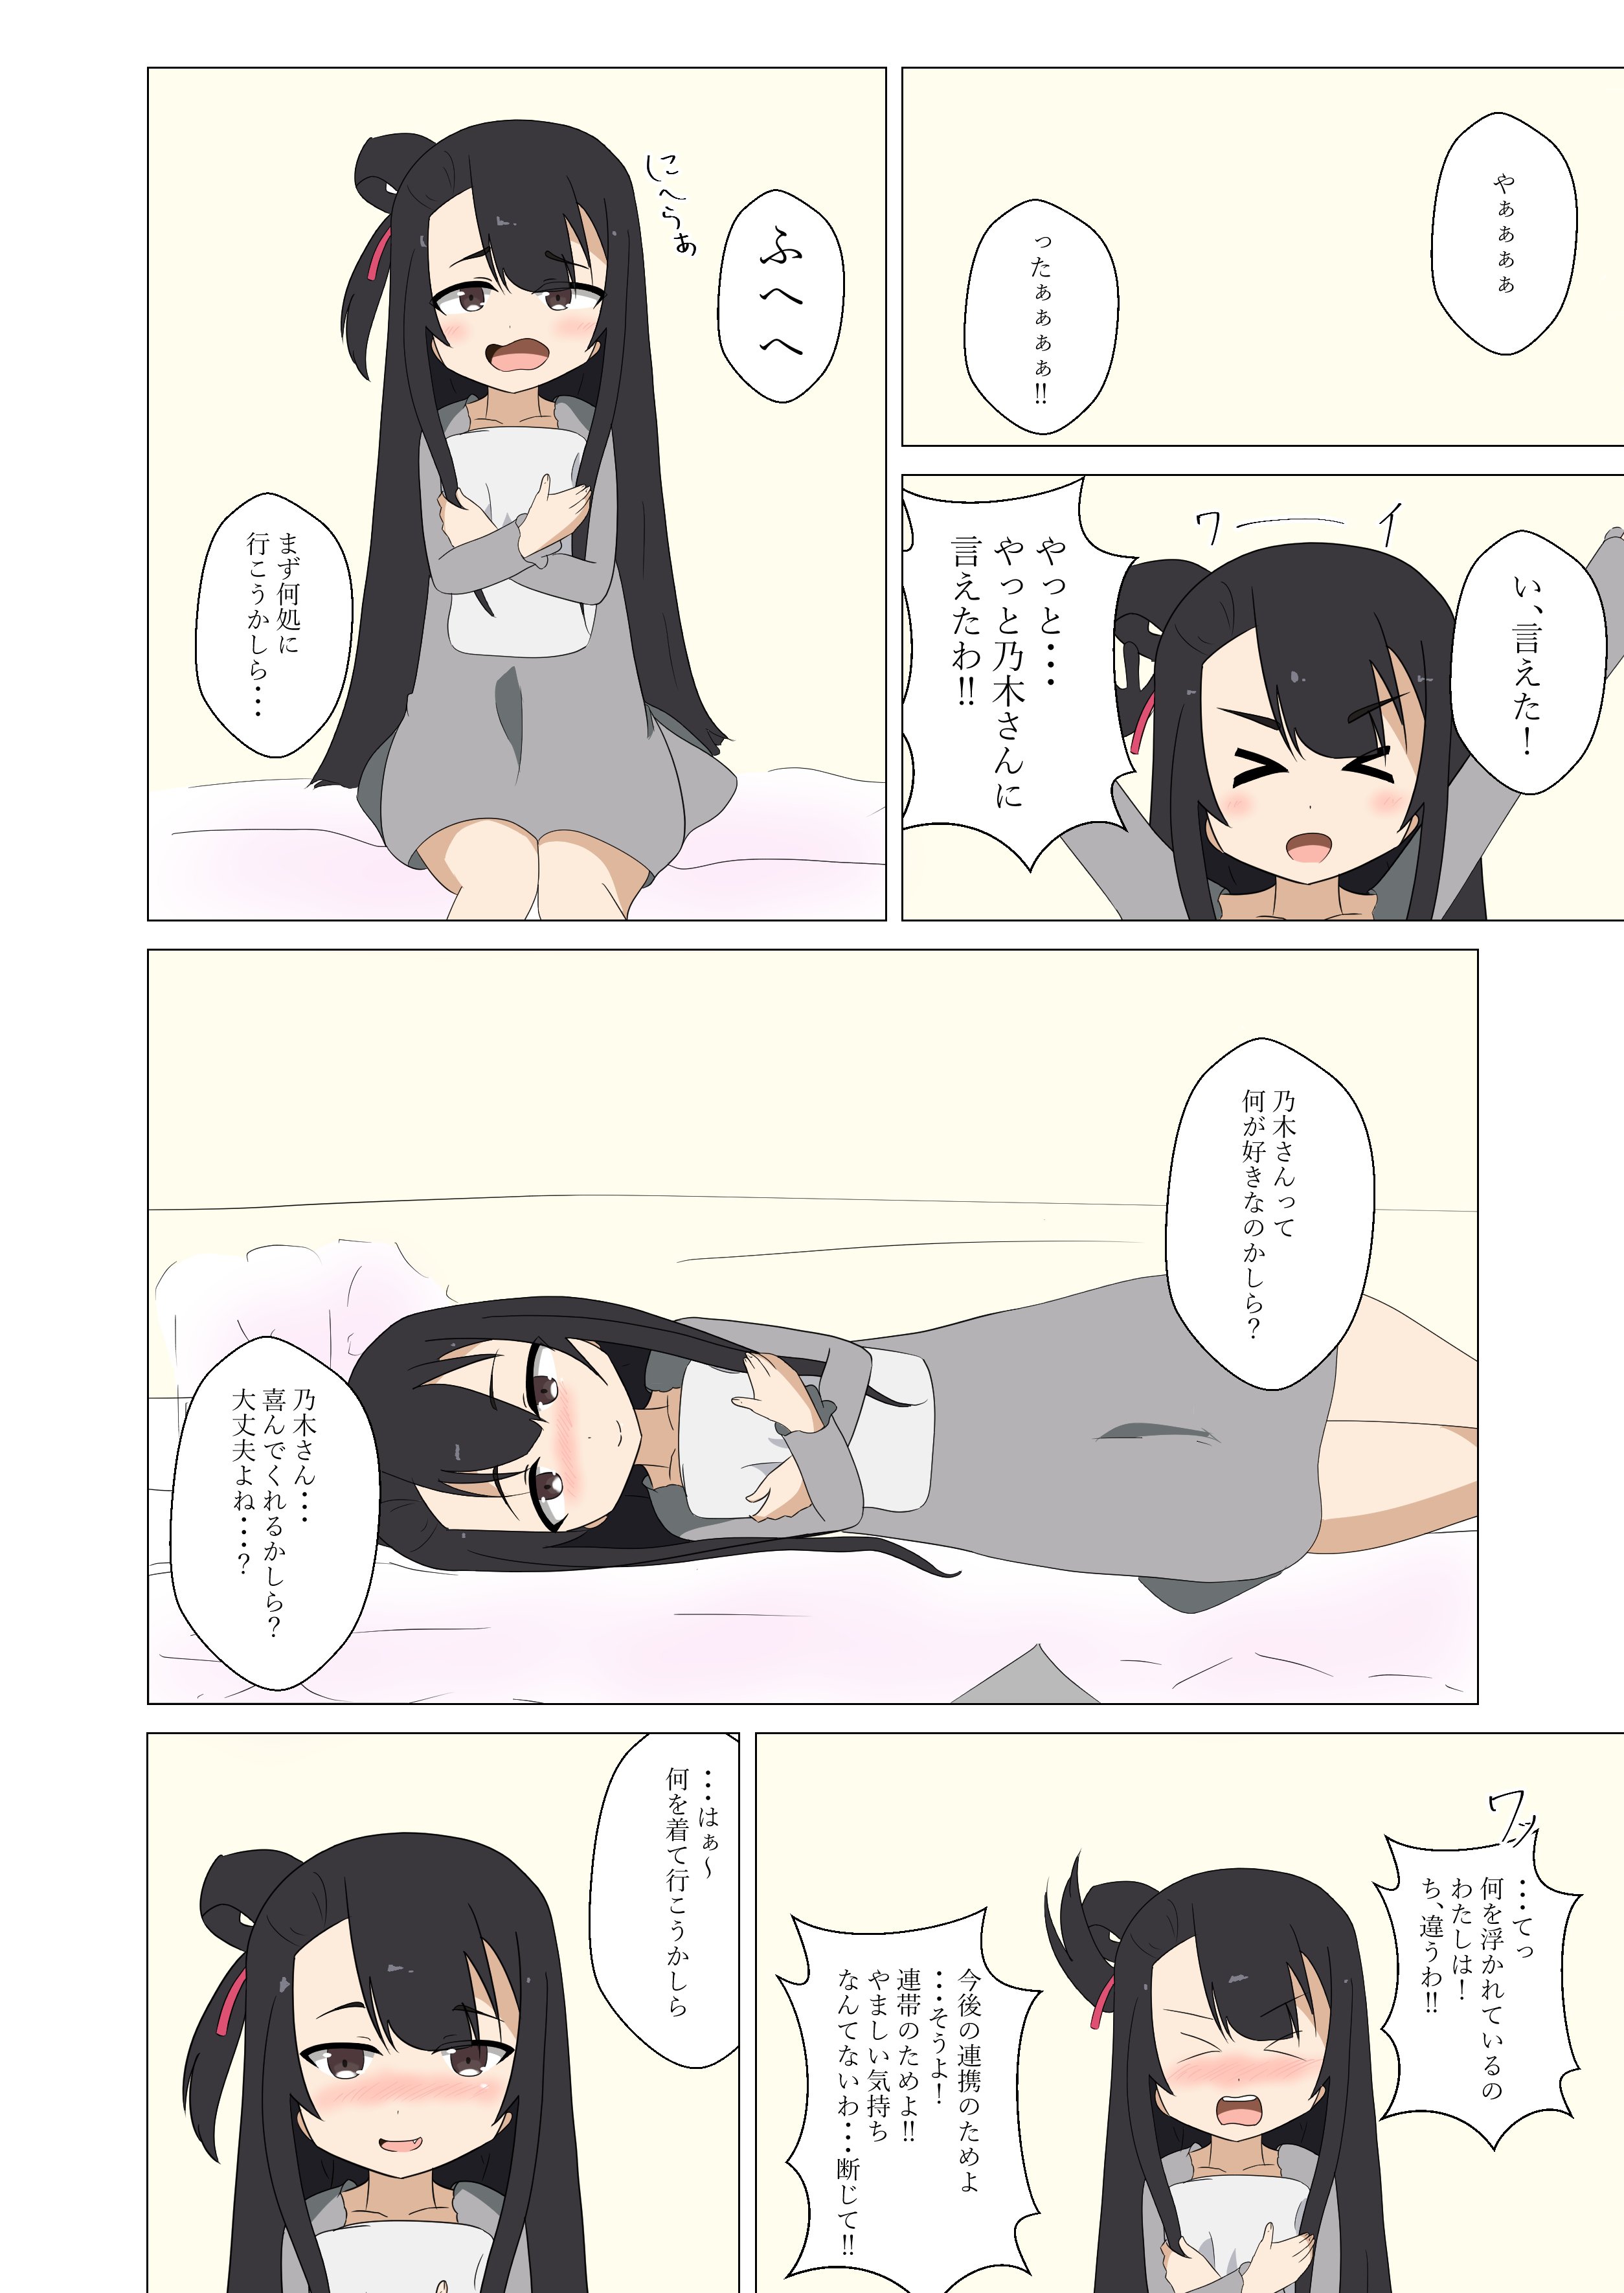 やぁぁぁぁ
ったぁぁぁぁ!!
い、言えた！
ワーイ
やっと・・・
やっと乃木さんに
言えたわ!!
ふへへ
にへらぁ
まず何処に
行こうかしら・・・
乃木さんって
何が好きなのかしら？
乃木さん・・・
喜んでくれるかしら？
大丈夫よね・・・？
ワッ
・・・てっ
何を浮かれているの
わたしは！
ち、違うわ!!
今後の連携のためよ
・・・そうよ！
連帯のためよ!!
やましい気持ち
なんてないわ・・・断じて!!
・・・はぁ～
何を着て行こうかしら